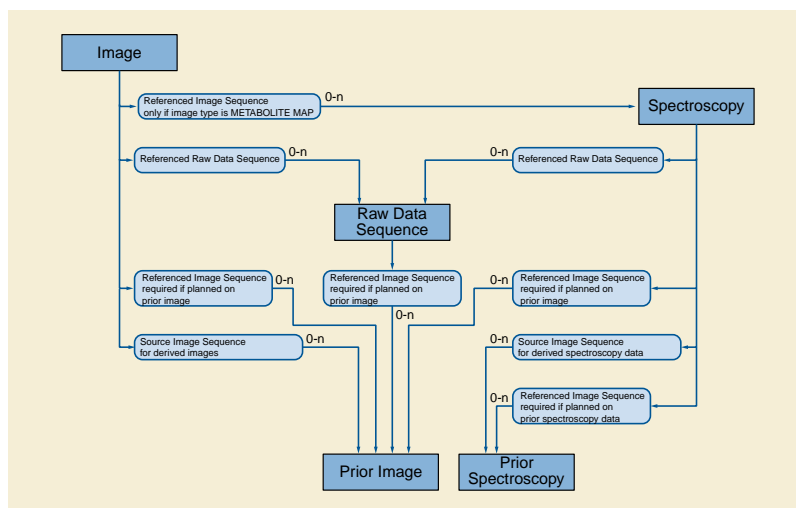 Image
Referenced Image Sequence
only if image type is METABOLITE MAP
0-n
Spectroscopy
Referenced Raw Data Sequence
0-n
0-n
Referenced Raw Data Sequence
Raw Data
Sequence
Referenced Image Sequence
required if planned on
prior image
0-n
Referenced Image Sequence
required if planned on
prior image
0-n
0-n
Referenced Image Sequence
required if planned on
prior image
Source Image Sequence
for derived images
0-n
0-n
Source Image Sequence
for derived spectroscopy data
0-n
Referenced Image Sequence
required if planned on
prior spectroscopy data
Prior Image
Prior
Spectroscopy